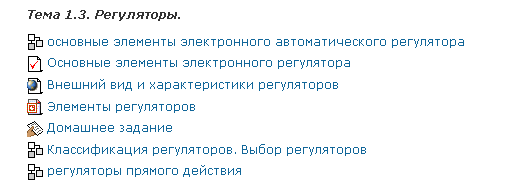 Тема 1.3. Регуляторы.
основные элементы электронного автоматического регулятора
Основные элементы электронного регулятора
Внешний вид и характеристики регуляторов
Элементы регуляторов
Домашнее задание
Классификация регуляторов. Выбор регуляторов
регуляторы прямого действия